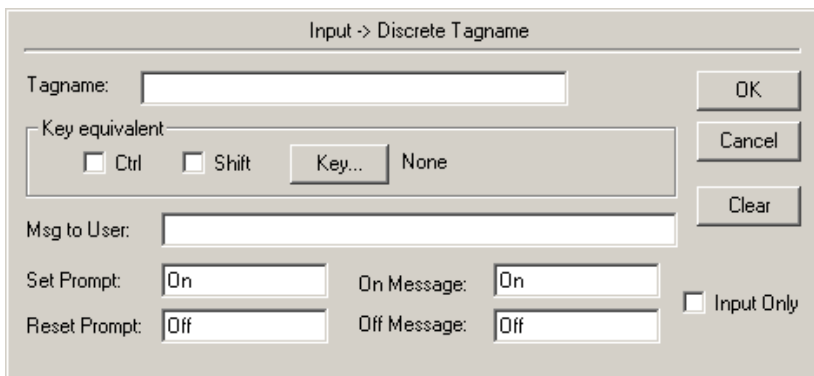 Input -> Discrete Tagname
Tagname:
OK
Key equivalent
Ctrl Shift Key... None
Cancel
Clear
Msg to User:
Set Prompt: On On Message: On
Input Only
Reset Prompt: Off Off Message: Off